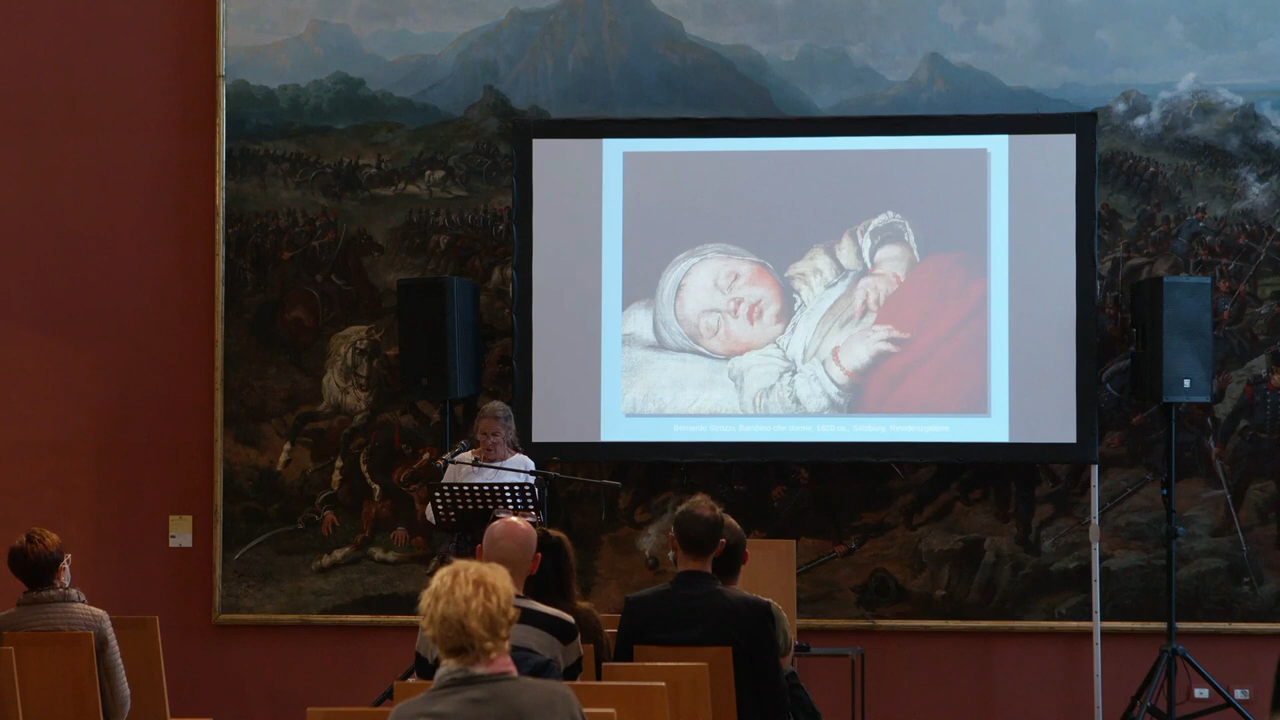 Bernardo Strozzi, Bambino che dorme, 1620 ca., Salzburg, Residenzgalerie